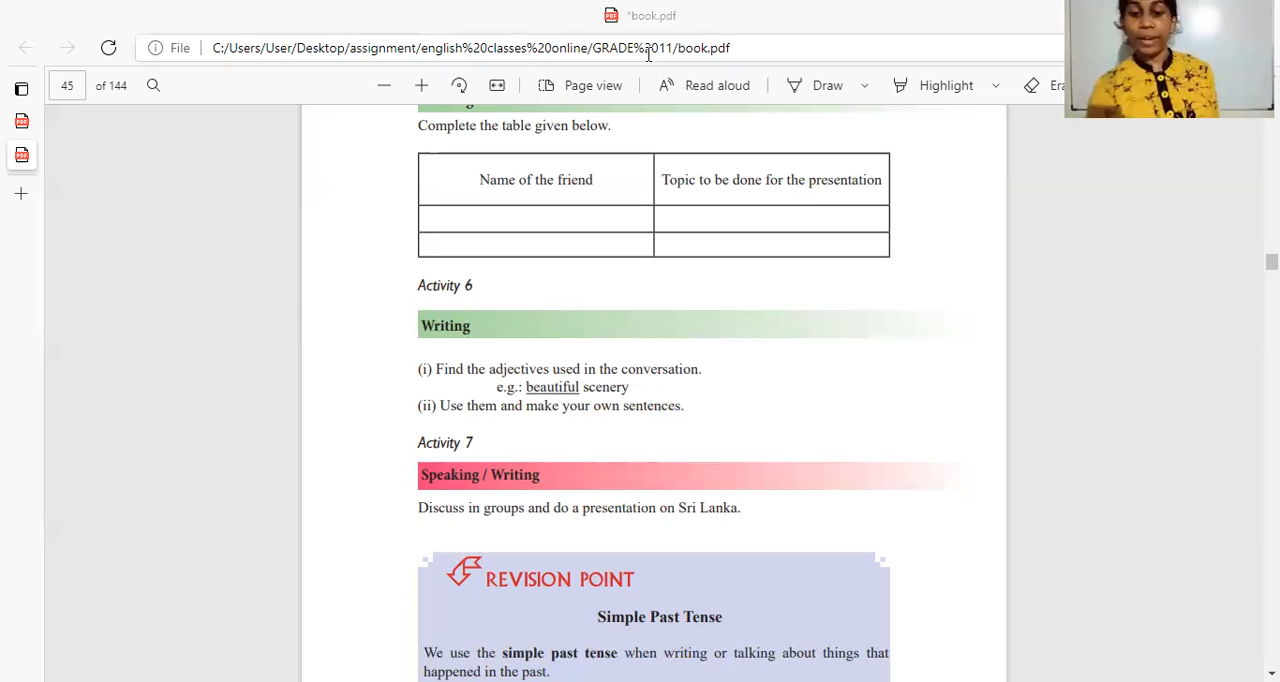 *book.pdf
File C:/Users/User/Desktop/assignment/english%20classes%20online/GRADE%2011/book.pdf
45 of 144 Page view Read aloud Draw Highlight
Complete the table given below.
Name of the friend Topic to be done for the presentation
Activity 6
Writing
(i) Find the adjectives used in the conversation.
e.g.: beautiful scenery
(ii) Use them and make your own sentences.
Activity 7
Speaking / Writing
Discuss in groups and do a presentation on Sri Lanka.
REVISION POINT
Simple Past Tense
We use the simple past tense when writing or talking about things that
happened in the past.